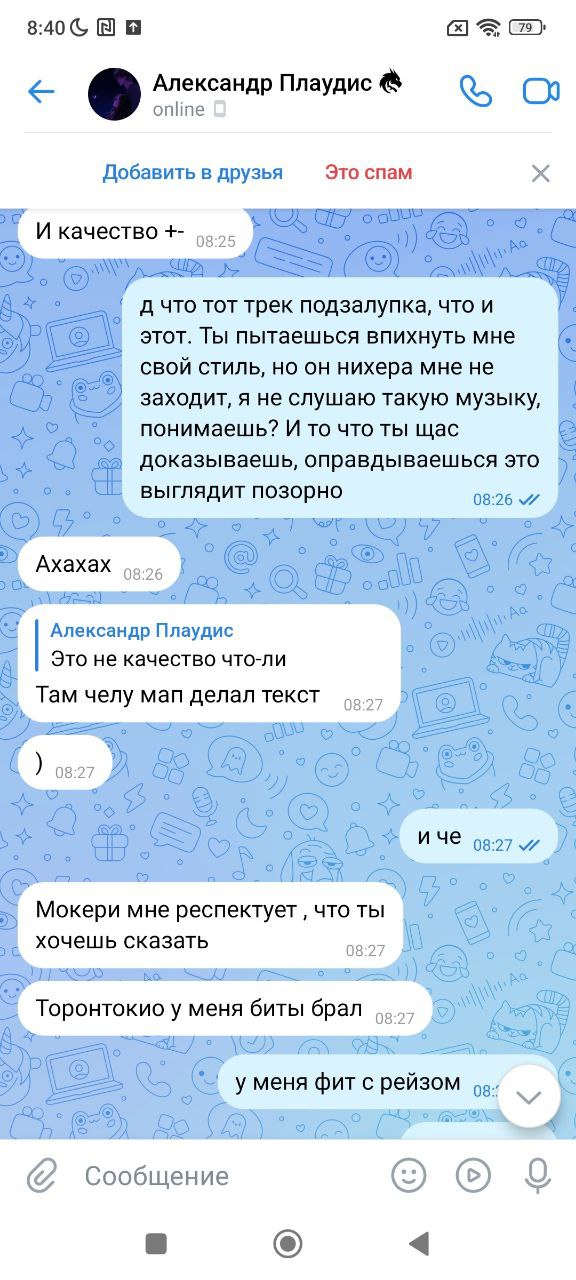 8:40
79
Александр Плаудис
online
Добавить в друзья Это спам
И качество +- 08:25
д что тот трек подзалупка, что и
этот. Ты пытаешься впихнуть мне
свой стиль, но он нихера мне не
заходит, я не слушаю такую музыку,
понимаешь? И то что ты щас
доказываешь, оправдываешься это
выглядит позорно 08:26
Ахахах 08:26
Александр Плаудис
Это не качество что-ли
Там челу мап делал текст 08:27
) 08:27
и че 08:27
Мокери мне респектует , что ты
хочешь сказать 08:27
Торонтокио у меня биты брал 08:27
у меня фит с рейзом
Сообщение